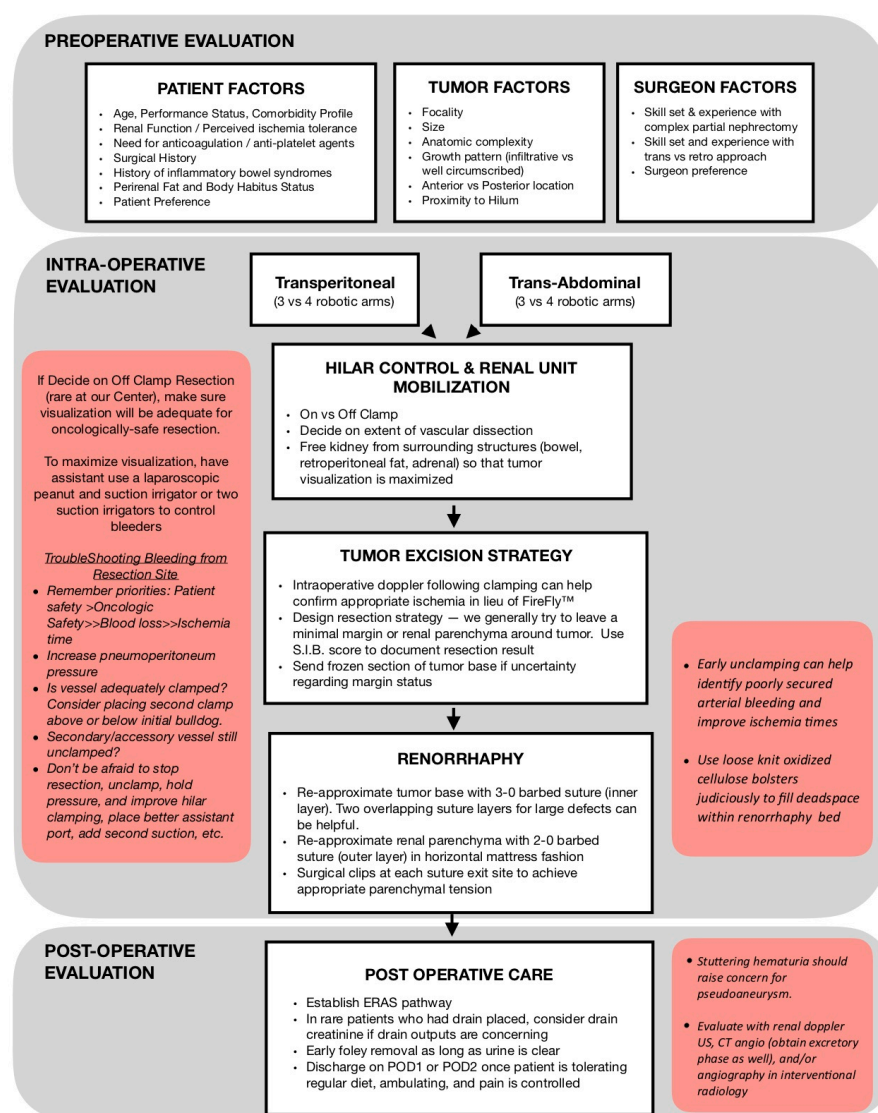 PREOPERATIVE EVALUATION
PATIENT FACTORS
• Age, Performance Status, Comorbidity Profile
• Renal Function / Perceived ischemia tolerance
• Need for anticoagulation / anti-platelet agents
• Surgical History
• History of inflammatory bowel syndromes
• Perirenal Fat and Body Habitus Status
• Patient Preference
TUMOR FACTORS
• Focality
• Size
• Anatomic complexity
• Growth pattern (infiltrative vs
well circumscribed)
• Anterior vs Posterior location
• Proximity to Hilum
SURGEON FACTORS
• Skill set & experience with
complex partial nephrectomy
• Skill set and experience with
trans vs retro approach
• Surgeon preference
INTRA-OPERATIVE
EVALUATION
Transperitoneal
(3 vs 4 robotic arms)
Trans-Abdominal
(3 vs 4 robotic arms)
If Decide on Off Clamp Resection
(rare at our Center), make sure
visualization will be adequate for
oncologically-safe resection.
To maximize visualization, have
assistant use a laparoscopic
peanut and suction irrigator or two
suction irrigators to control
bleeders
TroubleShooting Bleeding from
Resection Site
• Remember priorities: Patient
safety >Oncologic
Safety>>Blood loss>>Ischemia
time
• Increase pneumoperitoneum
pressure
• Is vessel adequately clamped?
Consider placing second clamp
above or below initial bulldog.
• Secondary/accessory vessel still
unclamped?
• Don't be afraid to stop
resection, unclamp, hold
pressure, and improve hilar
clamping, place better assistant
port, add second suction, etc.
HILAR CONTROL & RENAL UNIT
MOBILIZATION
• On vs Off Clamp
• Decide on extent of vascular dissection
• Free kidney from surrounding structures (bowel,
retroperitoneal fat, adrenal) so that tumor
visualization is maximized
TUMOR EXCISION STRATEGY
• Intraoperative doppler following clamping can help
confirm appropriate ischemia in lieu of FireFly™
• Design resection strategy — we generally try to leave a
minimal margin or renal parenchyma around tumor. Use
S.I.B. score to document resection result
• Send frozen section of tumor base if uncertainty
regarding margin status
RENORRHAPHY
• Re-approximate tumor base with 3-0 barbed suture (inner
layer). Two overlapping suture layers for large defects can
be helpful.
• Re-approximate renal parenchyma with 2-0 barbed
suture (outer layer) in horizontal mattress fashion
• Surgical clips at each suture exit site to achieve
appropriate parenchymal tension
• Early unclamping can help
identify poorly secured
arterial bleeding and
improve ischemia times
• Use loose knit oxidized
cellulose bolsters
judiciously to fill deadspace
within renorrhaphy bed
POST-OPERATIVE
EVALUATION
POST OPERATIVE CARE
• Establish ERAS pathway
• In rare patients who had drain placed, consider drain
creatinine if drain outputs are concerning
• Early foley removal as long as urine is clear
• Discharge on POD1 or POD2 once patient is tolerating
regular diet, ambulating, and pain is controlled
• Stuttering hematuria should
raise concern for
pseudoaneurysm.
• Evaluate with renal doppler
US, CT angio (obtain excretory
phase as well), and/or
angiography in interventional
radiology